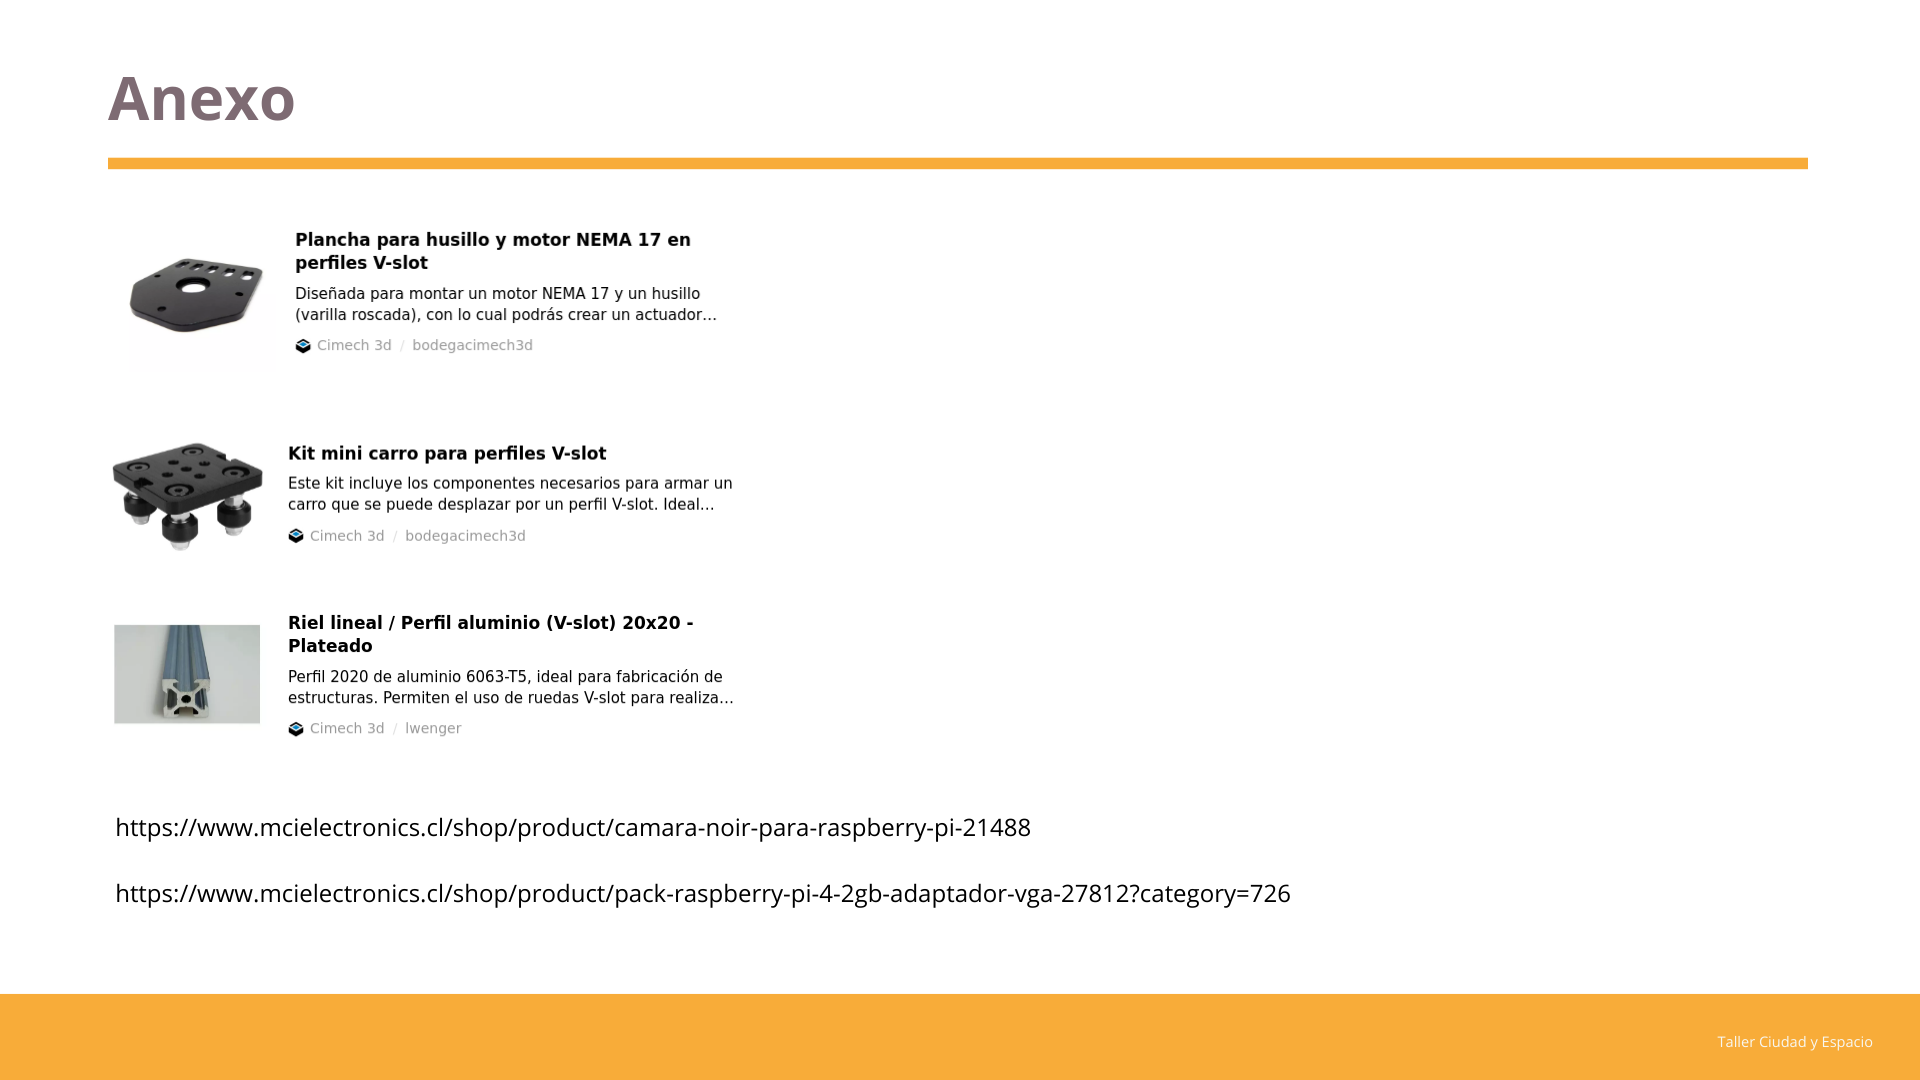 Anexo
Plancha para husillo y motor NEMA 17 en
perfiles V-slot
Diseñada para montar un motor NEMA 17 y un husillo
(varilla roscada), con lo cual podrás crear un actuador...
Cimech 3d / bodegacimech3d
Kit mini carro para perfiles V-slot
Este kit incluye los componentes necesarios para armar un
carro que se puede desplazar por un perfil V-slot. Ideal...
Cimech 3d / bodegacimech3d
Riel lineal / Perfil aluminio (V-slot) 20x20 -
Plateado
Perfil 2020 de aluminio 6063-T5, ideal para fabricación de
estructuras. Permiten el uso de ruedas V-slot para realiza...
Cimech 3d / lwenger
https://www.mcielectronics.cl/shop/product/camara-noir-para-raspberry-pi-21488
https://www.mcielectronics.cl/shop/product/pack-raspberry-pi-4-2gb-adaptador-vga-27812?category=726
Taller Ciudad y Espacio